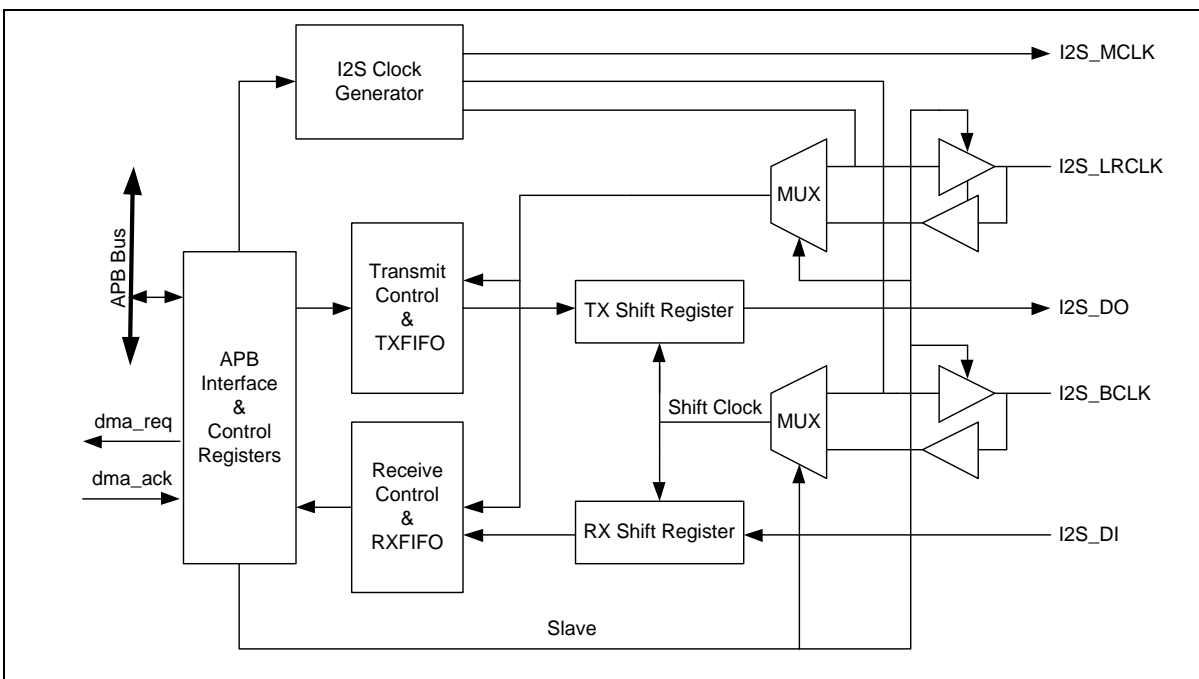 I2S Clock
Generator
I2S_MCLK
MUX
I2S_LRCLK
APB Bus
Transmit
Control
&
TXFIFO
TX Shift Register
I2S_DO
APB
Interface
&
Control
Registers
dma_req
dma_ack
Shift Clock
MUX
I2S_BCLK
Receive
Control
&
RXFIFO
RX Shift Register
I2S_DI
Slave